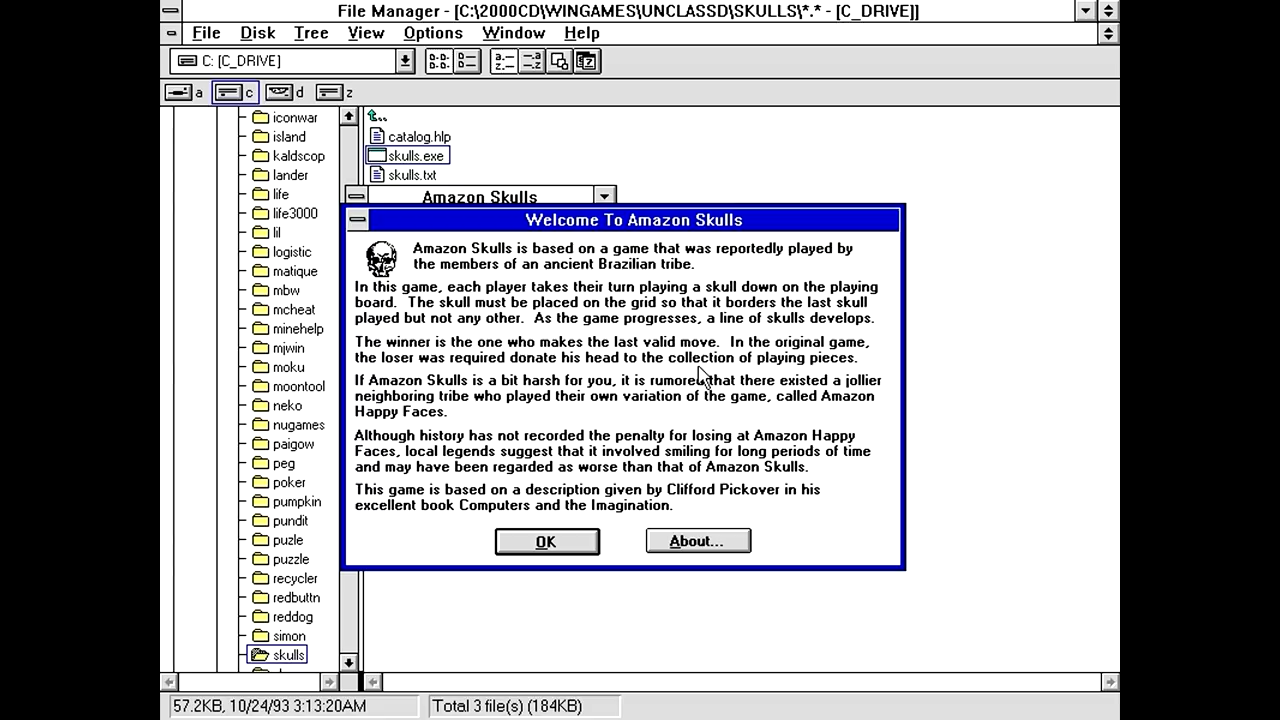 File Manager - [C:\2000CD\WINGAMES\UNCLASSD\SKULLS\*.* - [C_DRIVE]]
File Disk Tree View Options Window Help
C: [C_DRIVE]
a c d z
iconwar
island
kaldscop
lander
life
life3000
lil
logistic
matique
mbw
mcheat
minehelp
mjwin
moku
moontool
neko
nugames
paigow
peg
poker
pumpkin
pundit
puzle
puzzle
recycler
redbuttn
reddog
simon
skulls
..
catalog.hlp
skulls.exe
skulls.txt
Amazon Skulls
Welcome To Amazon Skulls
Amazon Skulls is based on a game that was reportedly played by
the members of an ancient Brazilian tribe.
In this game, each player takes their turn playing a skull down on the playing
board. The skull must be placed on the grid so that it borders the last skull
played but not any other. As the game progresses, a line of skulls develops.
The winner is the one who makes the last valid move. In the original game,
the loser was required donate his head to the collection of playing pieces.
If Amazon Skulls is a bit harsh for you, it is rumored that there existed a jollier
neighboring tribe who played their own variation of the game, called Amazon
Happy Faces.
Although history has not recorded the penalty for losing at Amazon Happy
Faces, local legends suggest that it involved smiling for long periods of time
and may have been regarded as worse than that of Amazon Skulls.
This game is based on a description given by Clifford Pickover in his
excellent book Computers and the Imagination.
OK About...
57.2KB, 10/24/93 3:13:20AM
Total 3 file(s) (184KB)